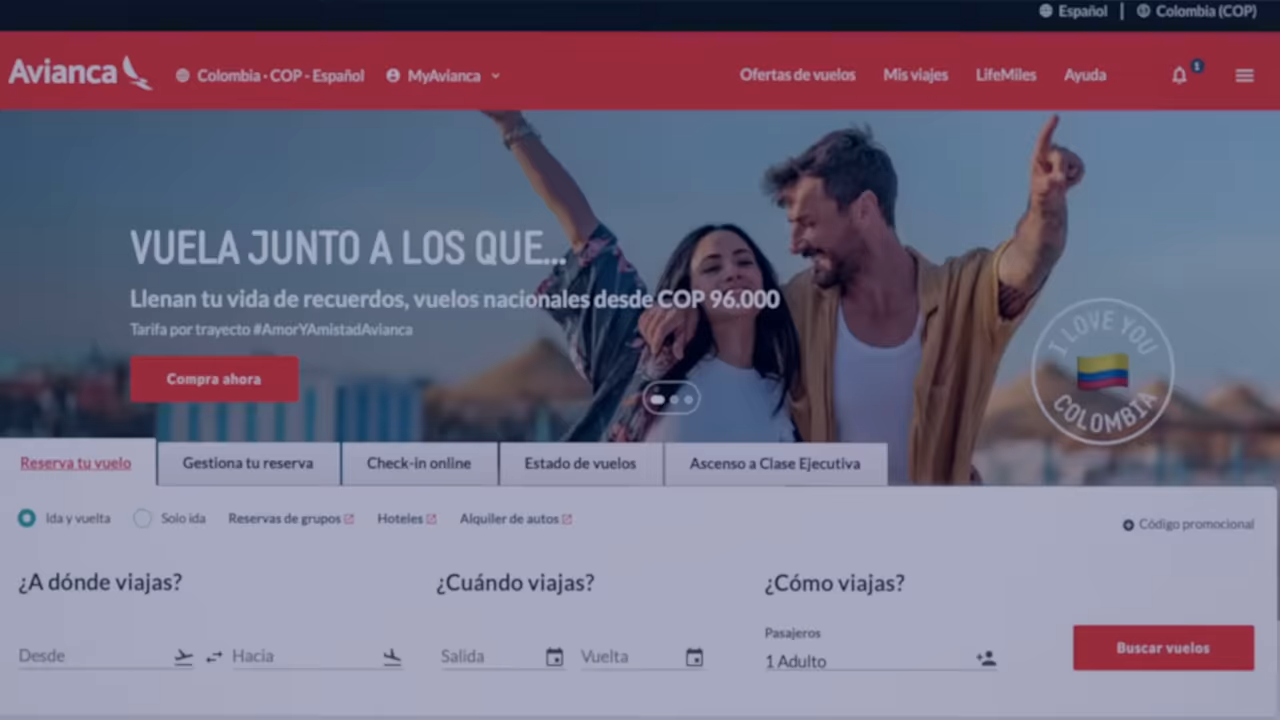 Español | Colombia (COP)
Avianca Colombia · COP - Español MyAvianca Ofertas de vuelos Mis viajes LifeMiles Ayuda 1
VUELA JUNTO A LOS QUE...
Llenan tu vida de recuerdos, vuelos nacionales desde COP 96.000
Tarifa por trayecto #AmorYAmistadAvianca
Compra ahora
I LOVE YOU
COLOMBIA
Reserva tu vuelo Gestiona tu reserva Check-in online Estado de vuelos Ascenso a Clase Ejecutiva
Ida y vuelta Solo ida Reservas de grupos Hoteles Alquiler de autos Código promocional
¿A dónde viajas? ¿Cuándo viajas? ¿Cómo viajas?
Pasajeros
Desde Hacia Salida Vuelta 1 Adulto Buscar vuelos